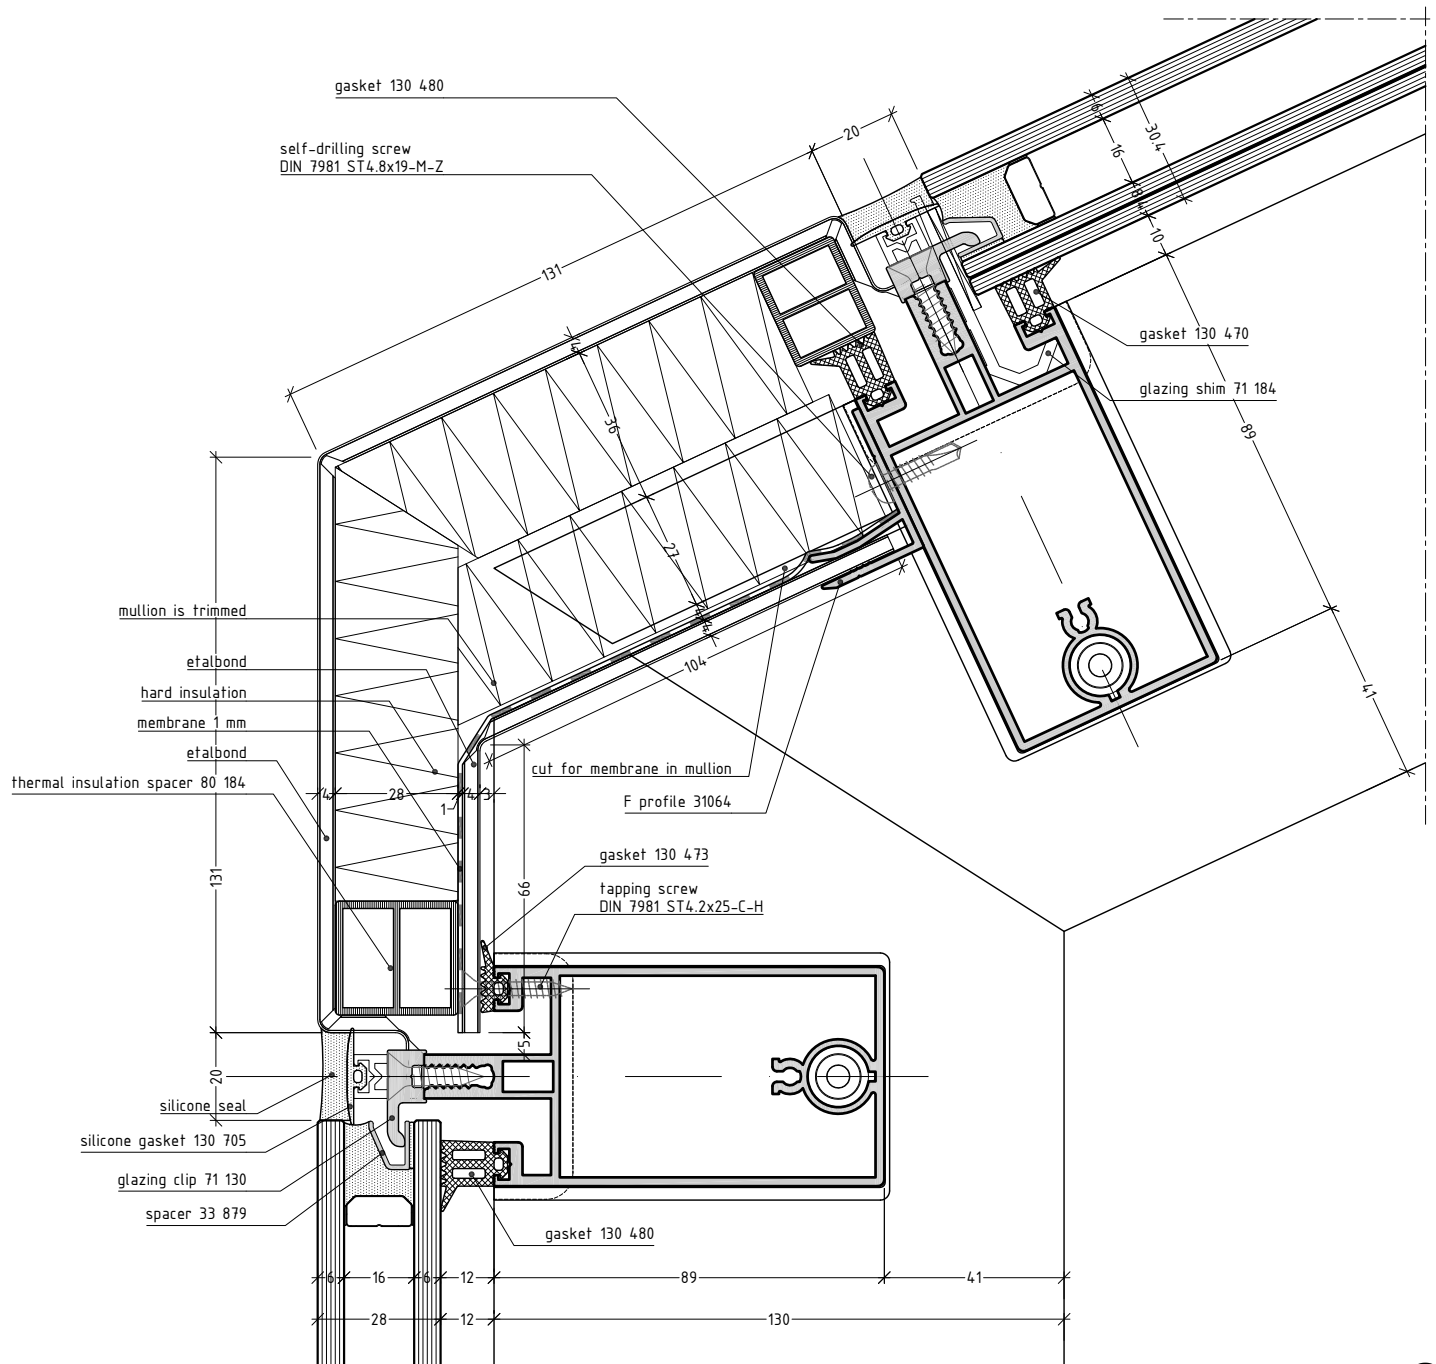 gasket 130 480
self-drilling screw
DIN 7981 ST4.8x19-M-Z
20
6
16
30.4
8.4
10
131
4
36
gasket 130 470
glazing shim 71 184
89
27
4
4
104
41
mullion is trimmed
etalbond
hard insulation
membrane 1 mm
etalbond
thermal insulation spacer 80 184
4
28
1
4
3
cut for membrane in mullion
F profile 31064
131
66
gasket 130 473
tapping screw
DIN 7981 ST4.2x25-C-H
5
20
silicone seal
silicone gasket 130 705
glazing clip 71 130
spacer 33 879
gasket 130 480
6
16
6
12
89
41
28
12
130